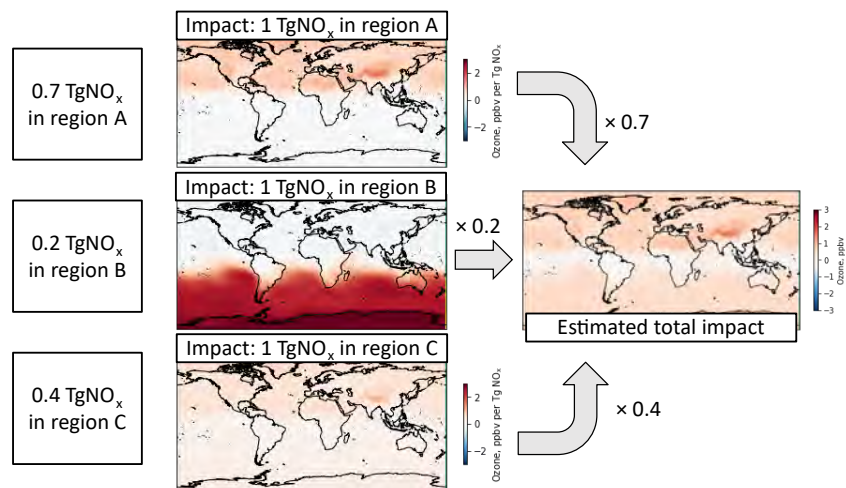 Impact: 1 TgNOₓ in region A
0.7 TgNOₓ
in region A
2
0
−2
Ozone, ppbv per Tg NO
× 0.7
Impact: 1 TgNOₓ in region B
0.2 TgNOₓ
in region B
× 0.2
3
2
1
0
−1
−2
−3
Ozone, ppbv
Estimated total impact
Impact: 1 TgNOₓ in region C
0.4 TgNOₓ
in region C
2
0
−2
Ozone, ppbv per Tg NO
× 0.4